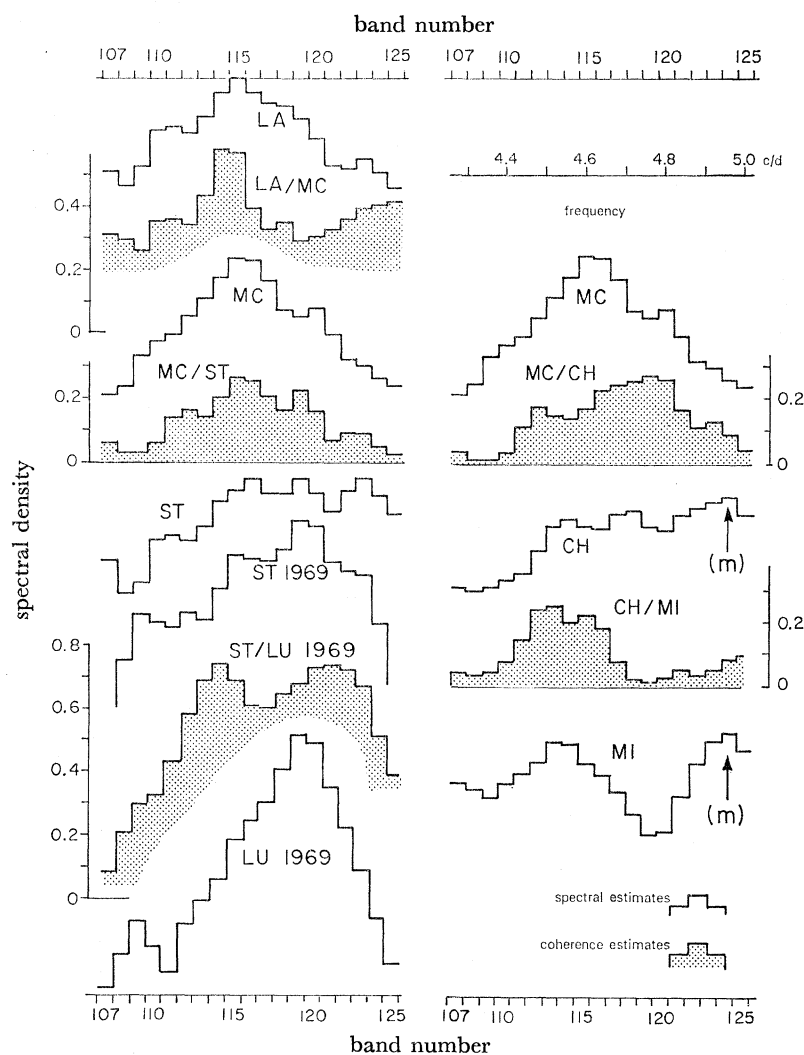 band number
107 110 115 120 125
LA
LA/MC
0.4
0.2
0
MC
MC/ST
0.2
0
spectral density
ST
ST 1969
ST/LU 1969
0.8
0.6
0.4
0.2
0
LU 1969
107 110 115 120 125
band number
107 110 115 120 125
4.4 4.6 4.8 5.0 c/d
frequency
MC
MC/CH
0.2
0
CH
(m)
CH/MI
0.2
0
MI
(m)
spectral estimates
coherence estimates
107 110 115 120 125